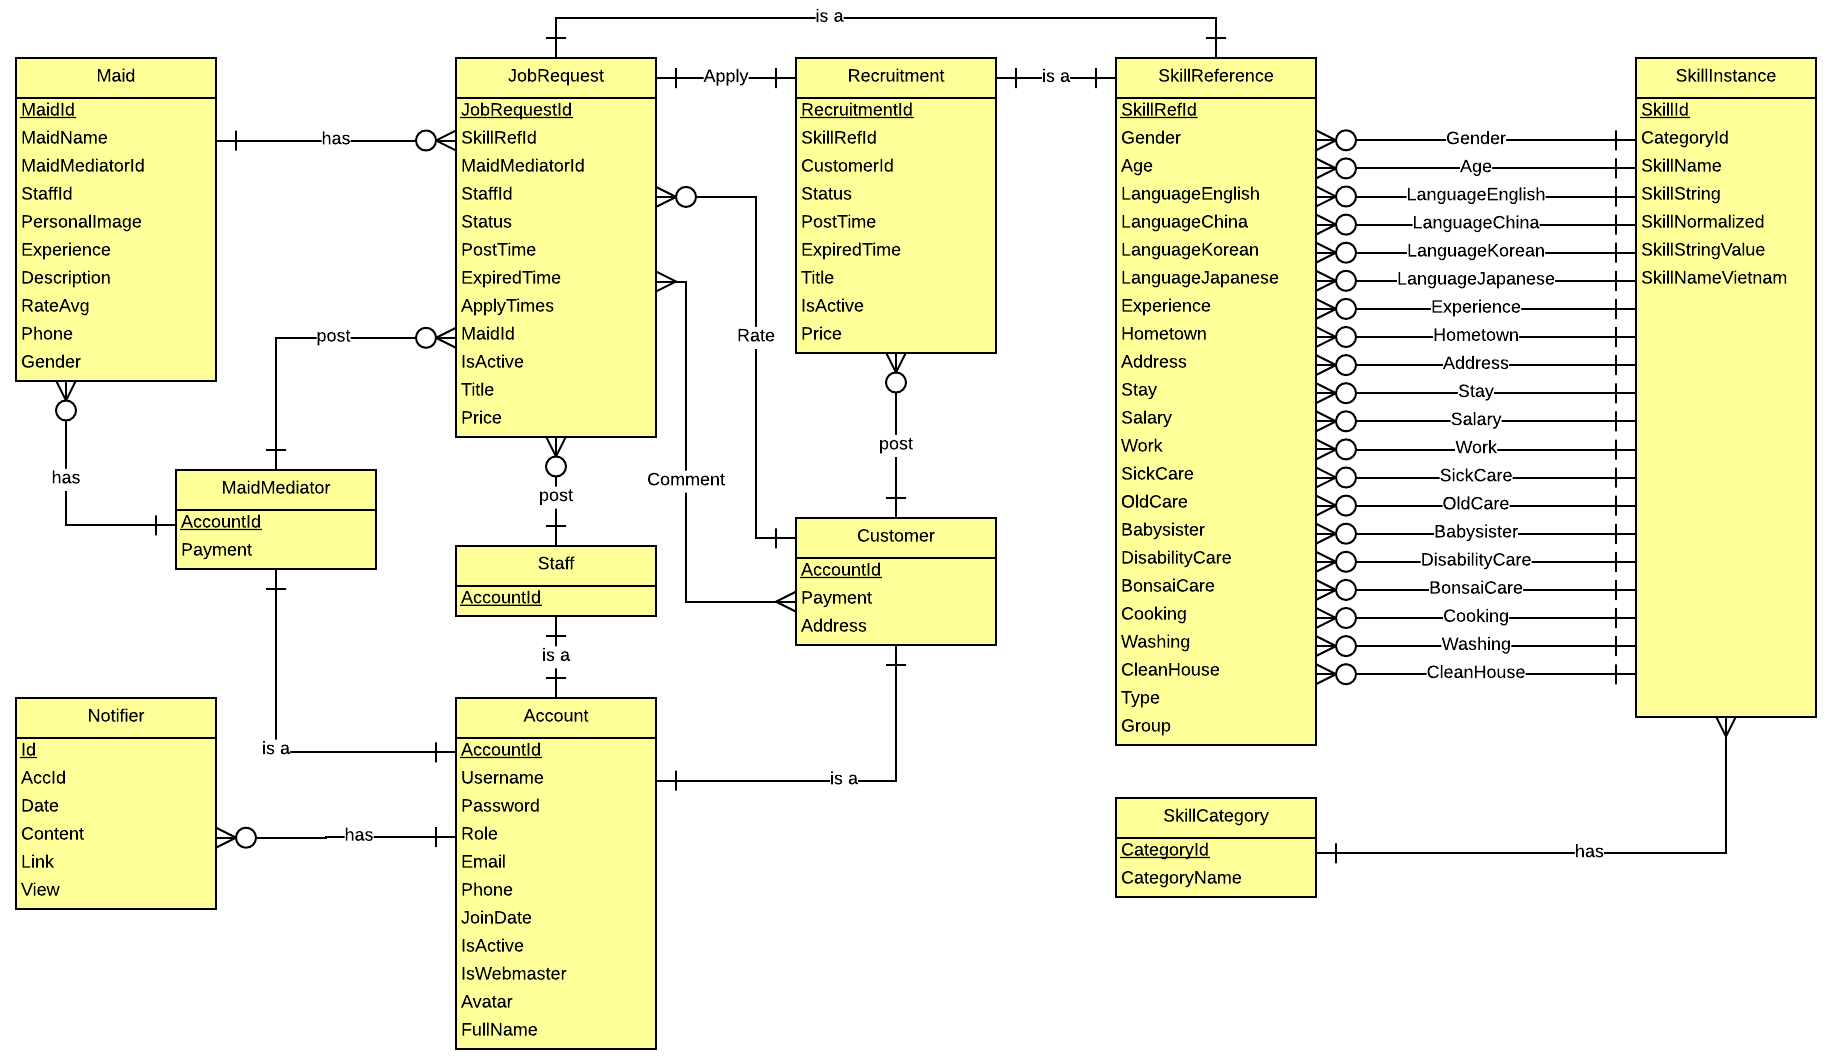 is a
Maid
MaidId
MaidName
MaidMediatorId
StaffId
PersonalImage
Experience
Description
RateAvg
Phone
Gender
has
JobRequest
JobRequestId
SkillRefId
MaidMediatorId
StaffId
Status
PostTime
ExpiredTime
ApplyTimes
MaidId
IsActive
Title
Price
Apply
Recruitment
RecruitmentId
SkillRefId
CustomerId
Status
PostTime
ExpiredTime
Title
IsActive
Price
is a
SkillReference
SkillRefId
Gender
Age
LanguageEnglish
LanguageChina
LanguageKorean
LanguageJapanese
Experience
Hometown
Address
Stay
Salary
Work
SickCare
OldCare
Babysister
DisabilityCare
BonsaiCare
Cooking
Washing
CleanHouse
Type
Group
Gender
Age
LanguageEnglish
LanguageChina
LanguageKorean
LanguageJapanese
Experience
Hometown
Address
Stay
Salary
Work
SickCare
OldCare
Babysister
DisabilityCare
BonsaiCare
Cooking
Washing
CleanHouse
SkillInstance
SkillId
CategoryId
SkillName
SkillString
SkillNormalized
SkillStringValue
SkillNameVietnam
post
Rate
has
post
Comment
post
MaidMediator
AccountId
Payment
Staff
AccountId
Customer
AccountId
Payment
Address
is a
is a
is a
Notifier
Id
AccId
Date
Content
Link
View
has
Account
AccountId
Username
Password
Role
Email
Phone
JoinDate
IsActive
IsWebmaster
Avatar
FullName
SkillCategory
CategoryId
CategoryName
has